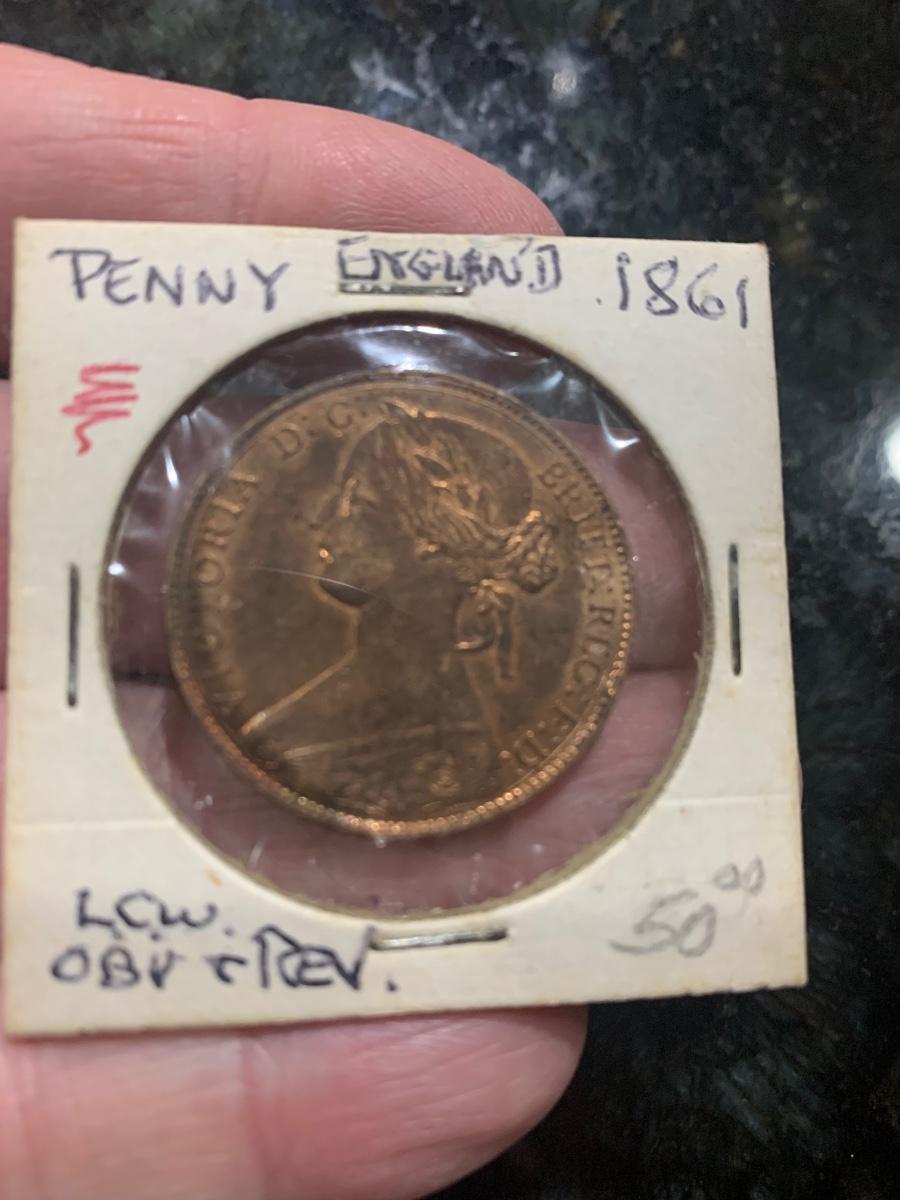 PENNY ENGLAND 1861
VICTORIA D: G: BRITT: REG: F: D:
L.C.W.
OBV & REV.
50.00